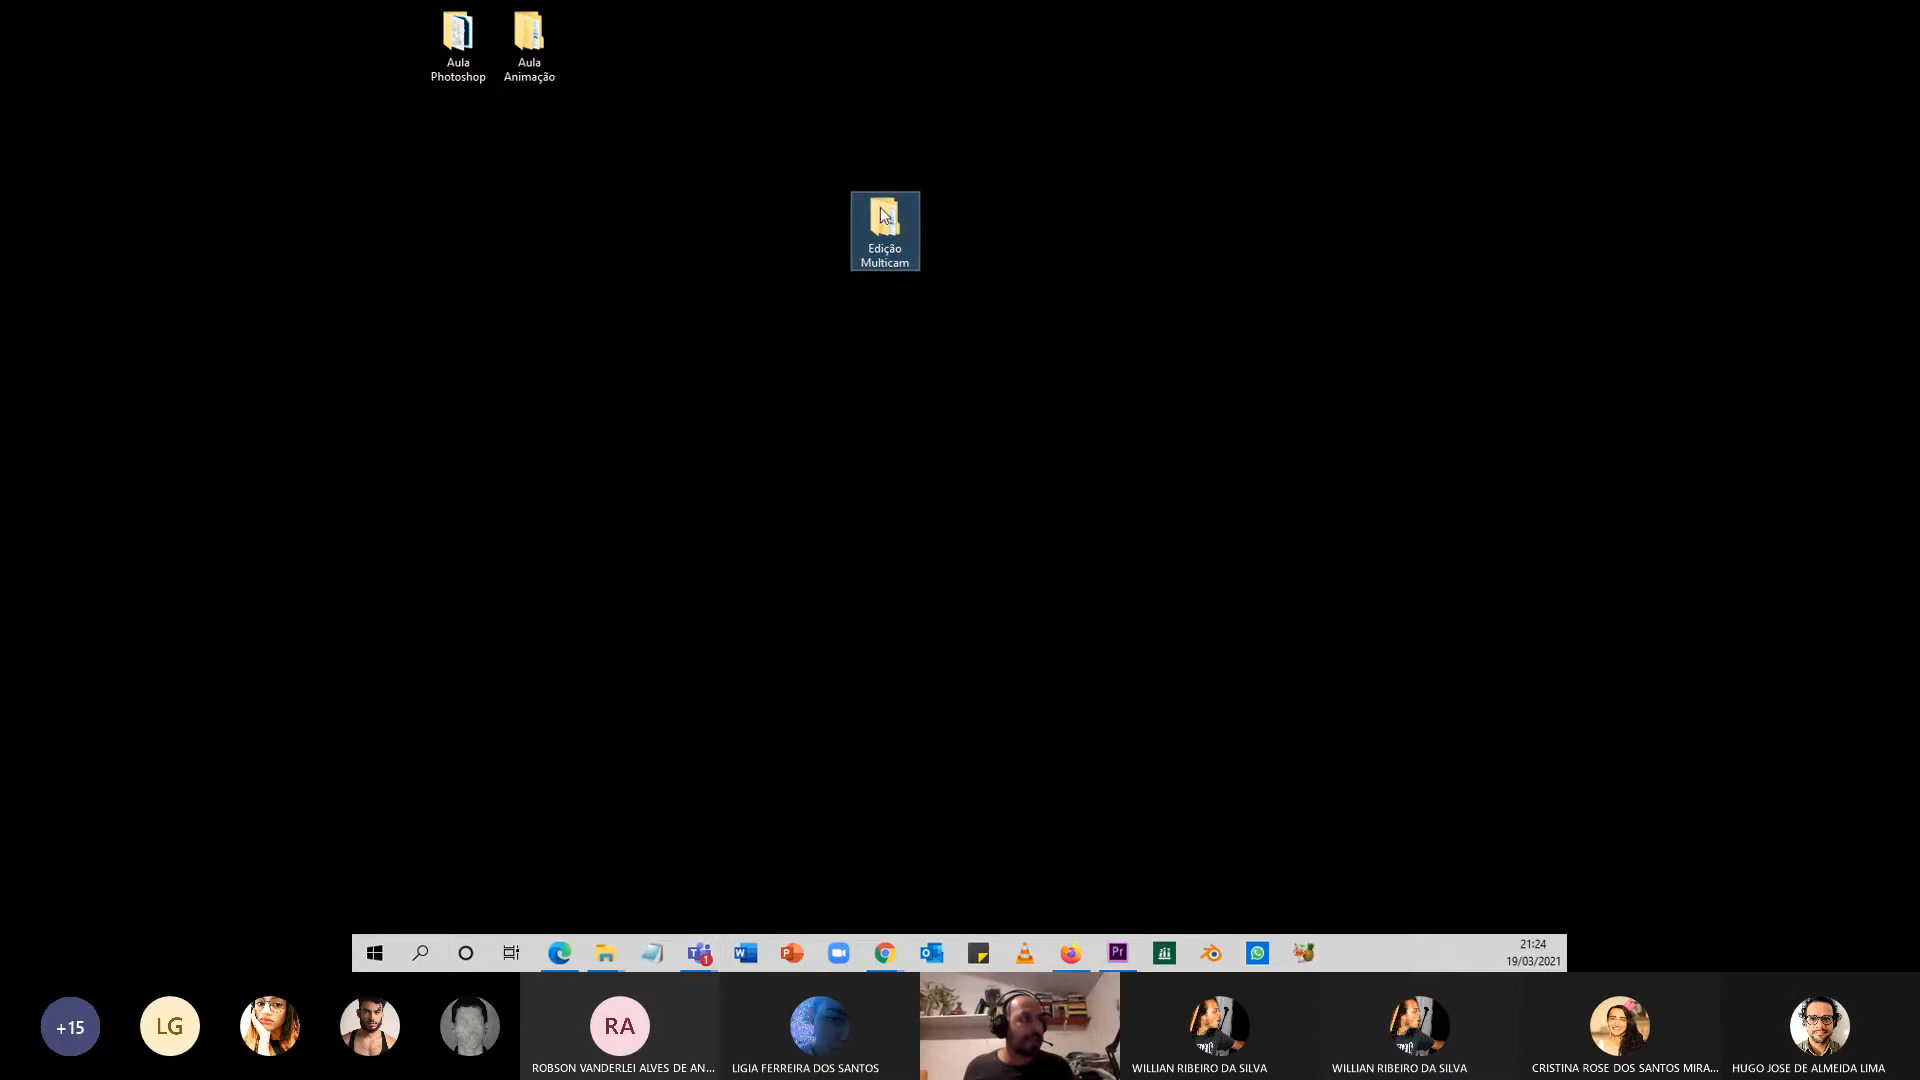 Aula
Photoshop
Aula
Animação
Edição
Multicam
1
Pr
21:24
19/03/2021
+15
LG
RA
ROBSON VANDERLEI ALVES DE AN...
LIGIA FERREIRA DOS SANTOS
WILLIAN RIBEIRO DA SILVA
WILLIAN RIBEIRO DA SILVA
CRISTINA ROSE DOS SANTOS MIRA...
HUGO JOSE DE ALMEIDA LIMA